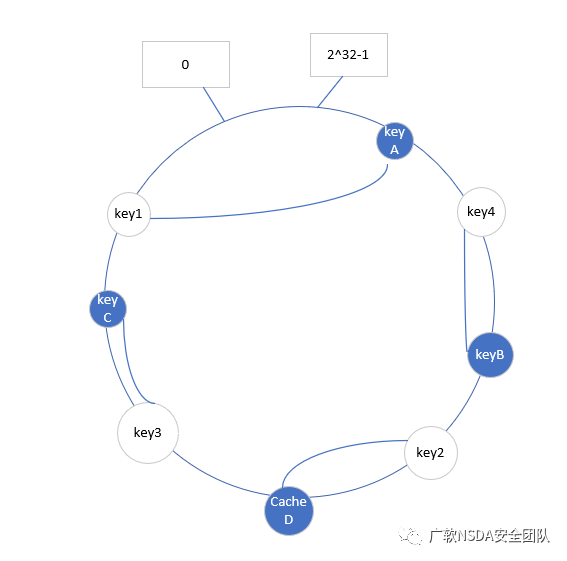 0
2^32-1
key
A
key1
key4
key
C
keyB
key3
key2
Cache
D
广软NSDA安全团队